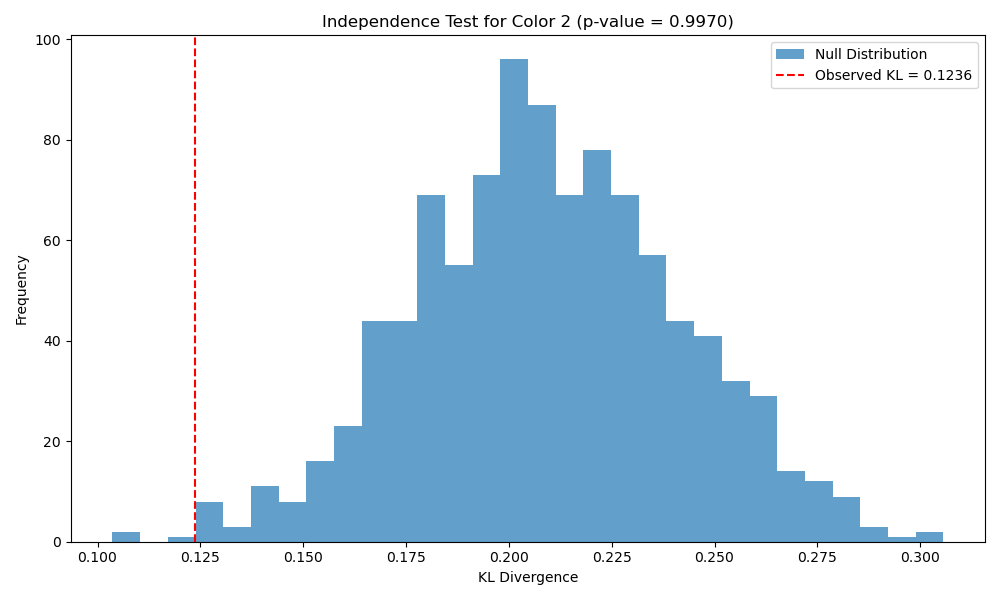 Independence Test for Color 2 (p-value = 0.9970)
Null Distribution
Observed KL = 0.1236
Frequency
100
80
60
40
20
0
0.100 0.125 0.150 0.175 0.200 0.225 0.250 0.275 0.300
KL Divergence